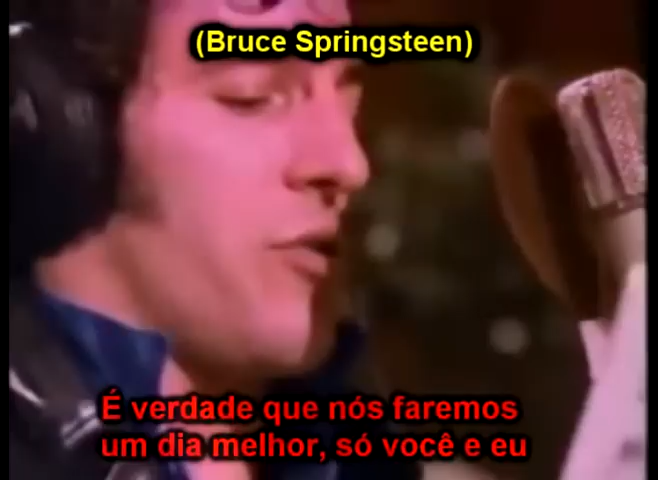 (Bruce Springsteen)
É verdade que nós faremos
um dia melhor, só você e eu